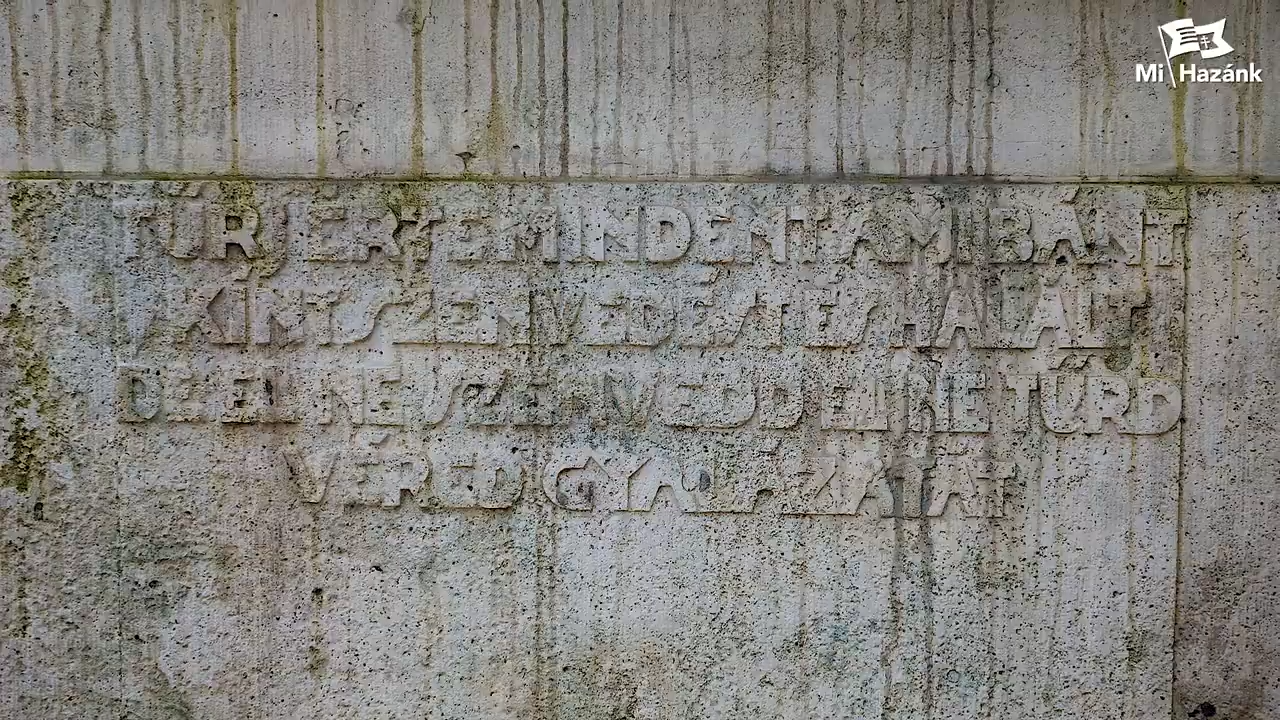 Mi Hazánk
TŰRJ ÉRTE MINDENT AMI BÁNT
KÍNT SZENVEDÉST ÉS HALÁLT
DE EL NE SZENVEDD EL NE TŰRD
VÉRED GYALÁZATÁT